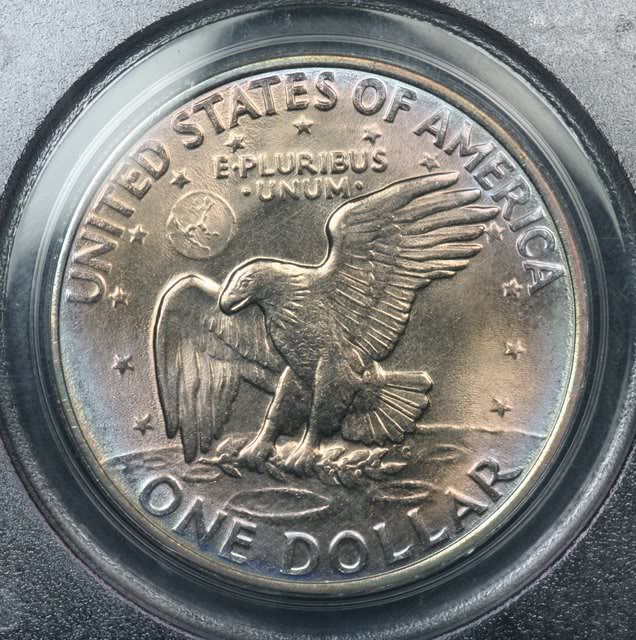 UNITED STATES OF AMERICA
E·PLURIBUS
·UNUM·
ONE DOLLAR